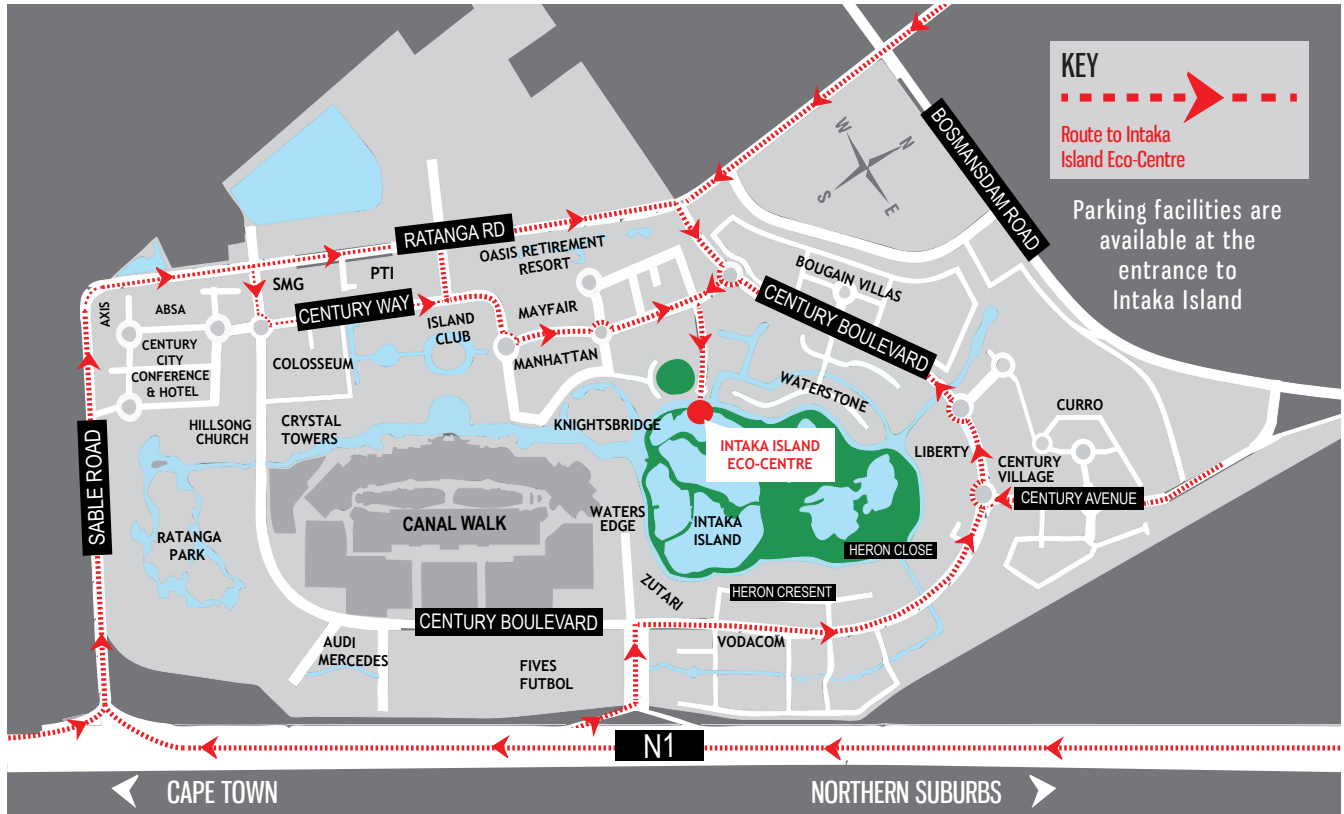 KEY
Route to Intaka
Island Eco-Centre
Parking facilities are
available at the
entrance to
Intaka Island
BOSMANSDAM ROAD
W
N
S
E
RATANGA RD
OASIS RETIREMENT
RESORT
SMG
PTI
BOUGAIN VILLAS
AXIS
ABSA
CENTURY WAY
ISLAND
CLUB
MAYFAIR
CENTURY BOULEVARD
CENTURY
CITY
CONFERENCE
& HOTEL
COLOSSEUM
MANHATTAN
WATERSTONE
CURRO
HILLSONG
CHURCH
CRYSTAL
TOWERS
KNIGHTSBRIDGE
INTAKA ISLAND
ECO-CENTRE
LIBERTY
CENTURY
VILLAGE
CENTURY AVENUE
SABLE ROAD
RATANGA
PARK
CANAL WALK
WATERS
EDGE
INTAKA
ISLAND
HERON CLOSE
ZUTARI
HERON CRESENT
CENTURY BOULEVARD
VODACOM
AUDI
MERCEDES
FIVES
FUTBOL
N1
CAPE TOWN
NORTHERN SUBURBS